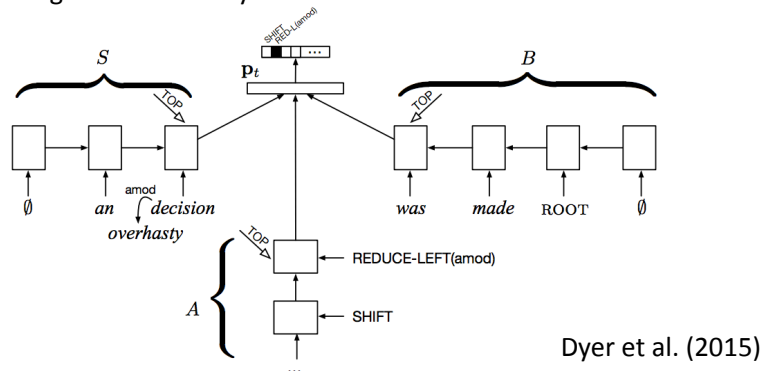 SHIFT
RED-L(amod)
...
S
p_t
B
TOP
TOP
∅
an
amod
decision
overhasty
was
made
ROOT
∅
TOP
REDUCE-LEFT(amod)
A
SHIFT
...
Dyer et al. (2015)